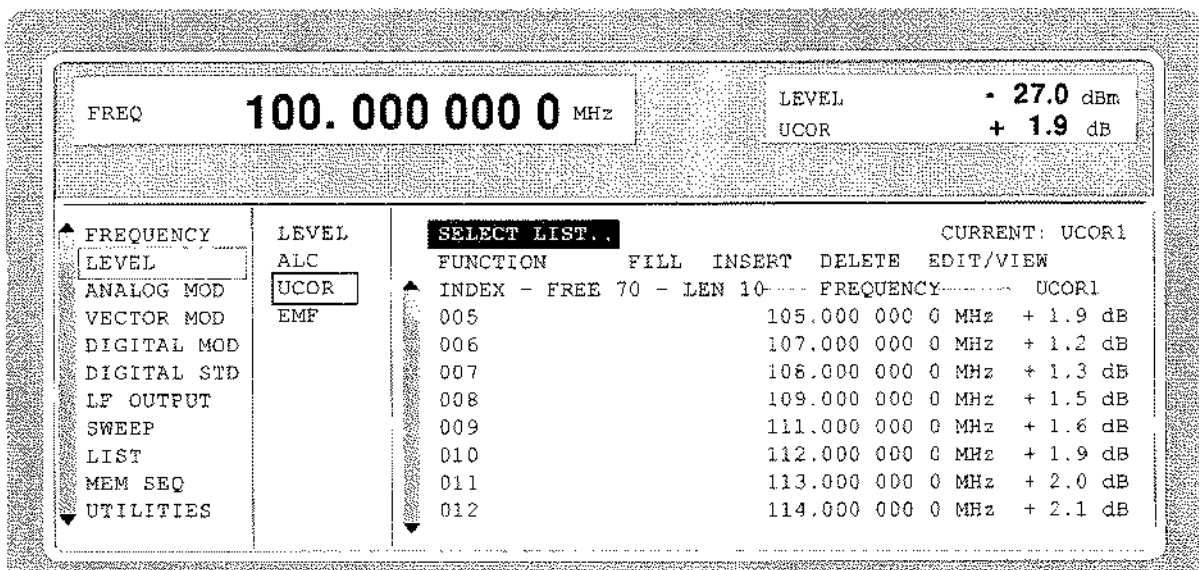 FREQ 100. 000 000 0 MHz
LEVEL - 27.0 dBm
UCOR + 1.9 dB
FREQUENCY
LEVEL
ANALOG MOD
VECTOR MOD
DIGITAL MOD
DIGITAL STD
LF OUTPUT
SWEEP
LIST
MEM SEQ
UTILITIES
LEVEL
ALC
UCOR
EMF
SELECT LIST.. CURRENT: UCOR1
FUNCTION FILL INSERT DELETE EDIT/VIEW
INDEX - FREE 70 - LEN 10 ---- FREQUENCY -------- UCOR1
005 105.000 000 0 MHz + 1.9 dB
006 107.000 000 0 MHz + 1.2 dB
007 108.000 000 0 MHz + 1.3 dB
008 109.000 000 0 MHz + 1.5 dB
009 111.000 000 0 MHz + 1.6 dB
010 112.000 000 0 MHz + 1.9 dB
011 113.000 000 0 MHz + 2.0 dB
012 114.000 000 0 MHz + 2.1 dB